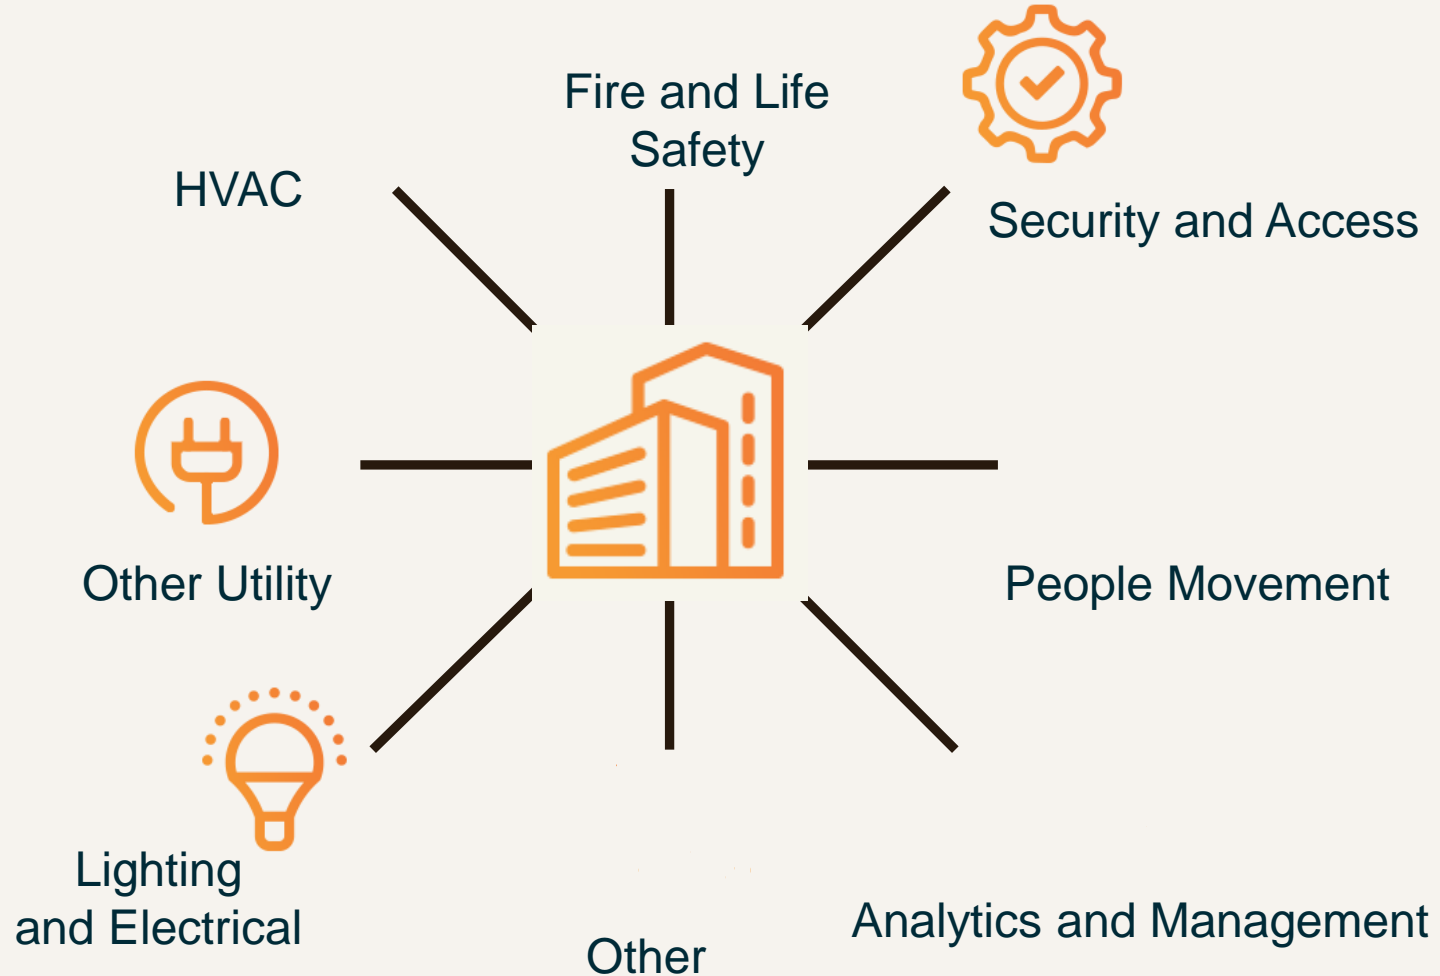 Fire and Life
Safety
HVAC
Security and Access
Other Utility
People Movement
Lighting
and Electrical
Other
Analytics and Management